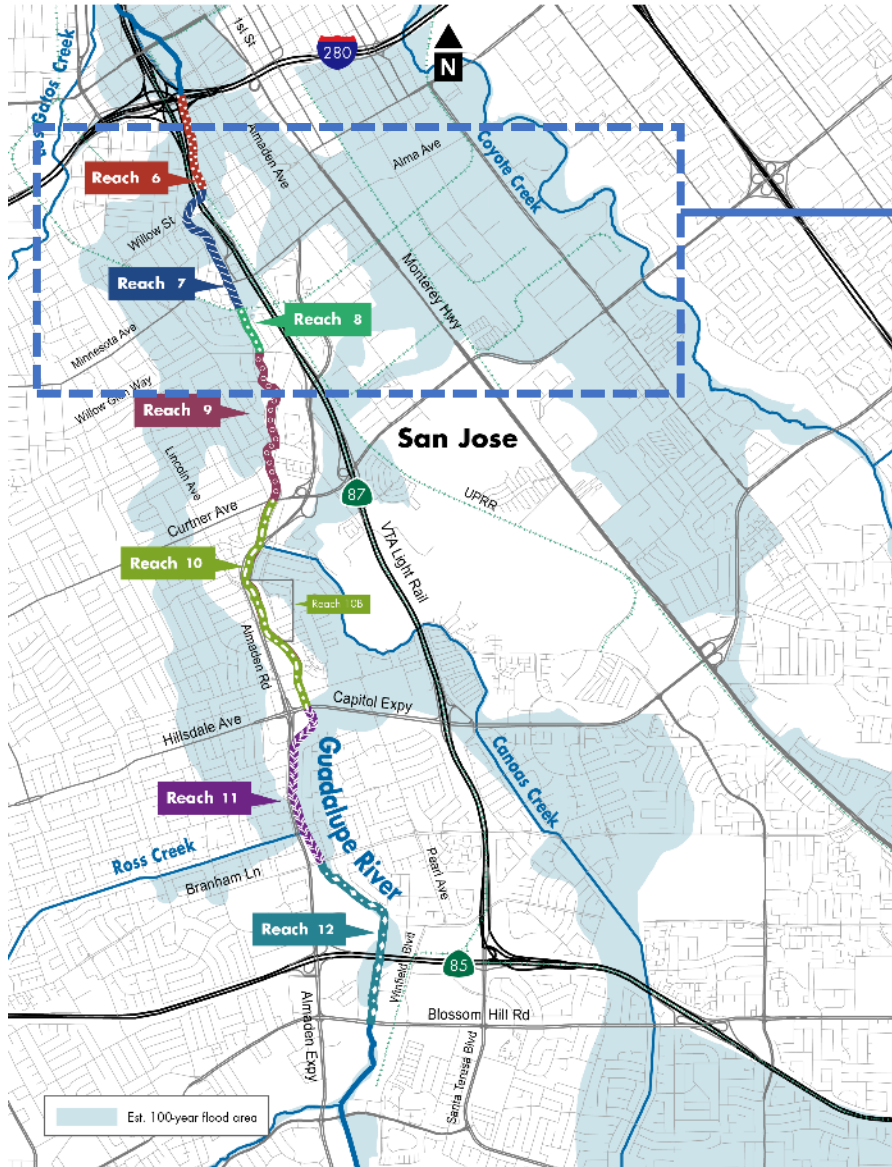 1st St
280
N
Los Gatos Creek
Almaden Ave
Alma Ave
Coyote Creek
Reach 6
Willow St
Monterey Hwy
Reach 7
Reach 8
Minnesota Ave
Willow Glen Way
Reach 9
San Jose
Lincoln Ave
87
UPRR
Curtner Ave
VTA Light Rail
Reach 10
Reach 10B
Almaden Rd
Capitol Expy
Hillsdale Ave
Guadalupe River
Canoas Creek
Reach 11
Ross Creek
Pearl Ave
Branham Ln
Reach 12
Winfield Blvd
85
Almaden Expy
Blossom Hill Rd
Santa Teresa Blvd
Est. 100-year flood area